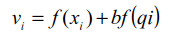 vᵢ = f(xᵢ) + bf(qi)